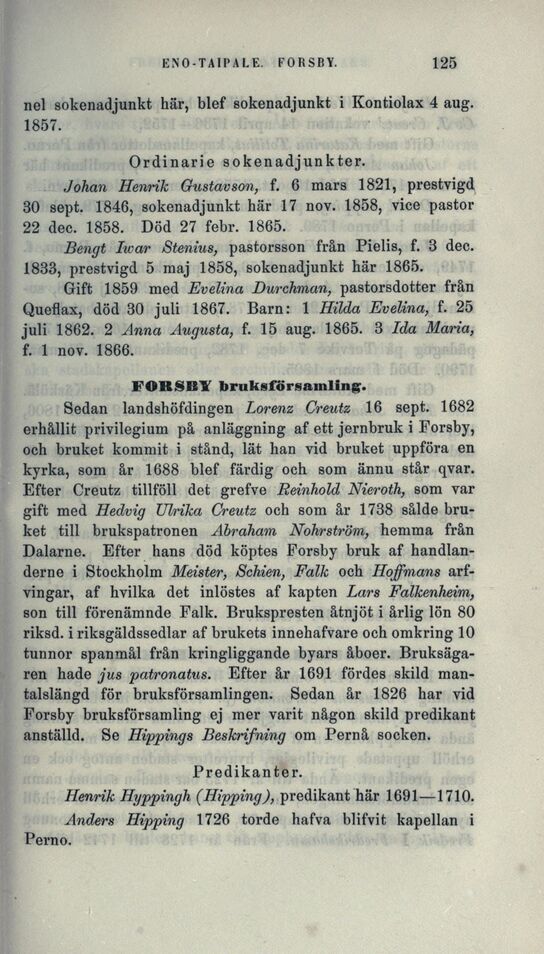 ENO-TAIPALE. FORSBY. 125
nel sokenadjunkt här, blef sokenadjunkt i Kontiolax 4 aug.
1857.
Ordinarie sokenadjunkter.
Johan Henrik Gustavson, f. 6 mars 1821, prestvigd
30 sept. 1846, sokenadjunkt här 17 nov. 1858, vice pastor
22 dec. 1858. Död 27 febr. 1865.
Bengt Iwar Stenius, pastorsson från Pielis, f. 3 dec.
1833, prestvigd 5 maj 1858, sokenadjunkt här 1865.
Gift 1859 med Evelina Durchman, pastorsdotter från
Queflax, död 30 juli 1867. Barn: 1 Hilda Evelina, f. 25
juli 1862. 2 Anna Augusta, f. 15 aug. 1865. 3 Ida Maria,
f. 1 nov. 1866.
FORSBY bruksförsamling.
Sedan landshöfdingen Lorenz Creutz 16 sept. 1682
erhållit privilegium på anläggning af ett jernbruk i Forsby,
och bruket kommit i stånd, lät han vid bruket uppföra en
kyrka, som år 1688 blef färdig och som ännu står qvar.
Efter Creutz tillföll det grefve Reinhold Nieroth, som var
gift med Hedvig Ulrika Creutz och som år 1738 sålde bru-
ket till brukspatronen Abraham Nohrström, hemma från
Dalarne. Efter hans död köptes Forsby bruk af handlan-
derne i Stockholm Meister, Schien, Falk och Hoffmans arf-
vingar, af hvilka det inlöstes af kapten Lars Falkenheim,
son till förenämnde Falk. Brukspresten åtnjöt i årlig lön 80
riksd. i riksgäldssedlar af brukets innehafvare och omkring 10
tunnor spanmål från kringliggande byars åboer. Bruksäga-
ren hade jus patronatus. Efter år 1691 fördes skild man-
talslängd för bruksförsamlingen. Sedan år 1826 har vid
Forsby bruksförsamling ej mer varit någon skild predikant
anställd. Se Hippings Beskrifning om Pernå socken.
Predikanter.
Henrik Hyppingh (Hipping), predikant här 1691—1710.
Anders Hipping 1726 torde hafva blifvit kapellan i
Perno.